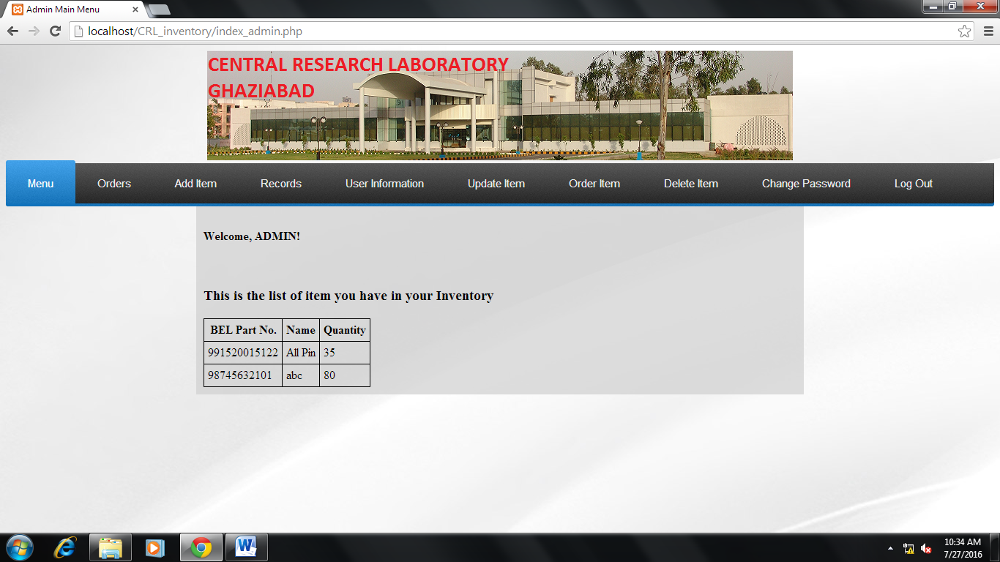 Admin Main Menu
localhost/CRL_inventory/index_admin.php
CENTRAL RESEARCH LABORATORY
GHAZIABAD
Menu Orders Add Item Records User Information Update Item Order Item Delete Item Change Password Log Out
Welcome, ADMIN!
This is the list of item you have in your Inventory
BEL Part No. Name Quantity
991520015122 All Pin 35
98745632101 abc 80
10:34 AM
7/27/2016